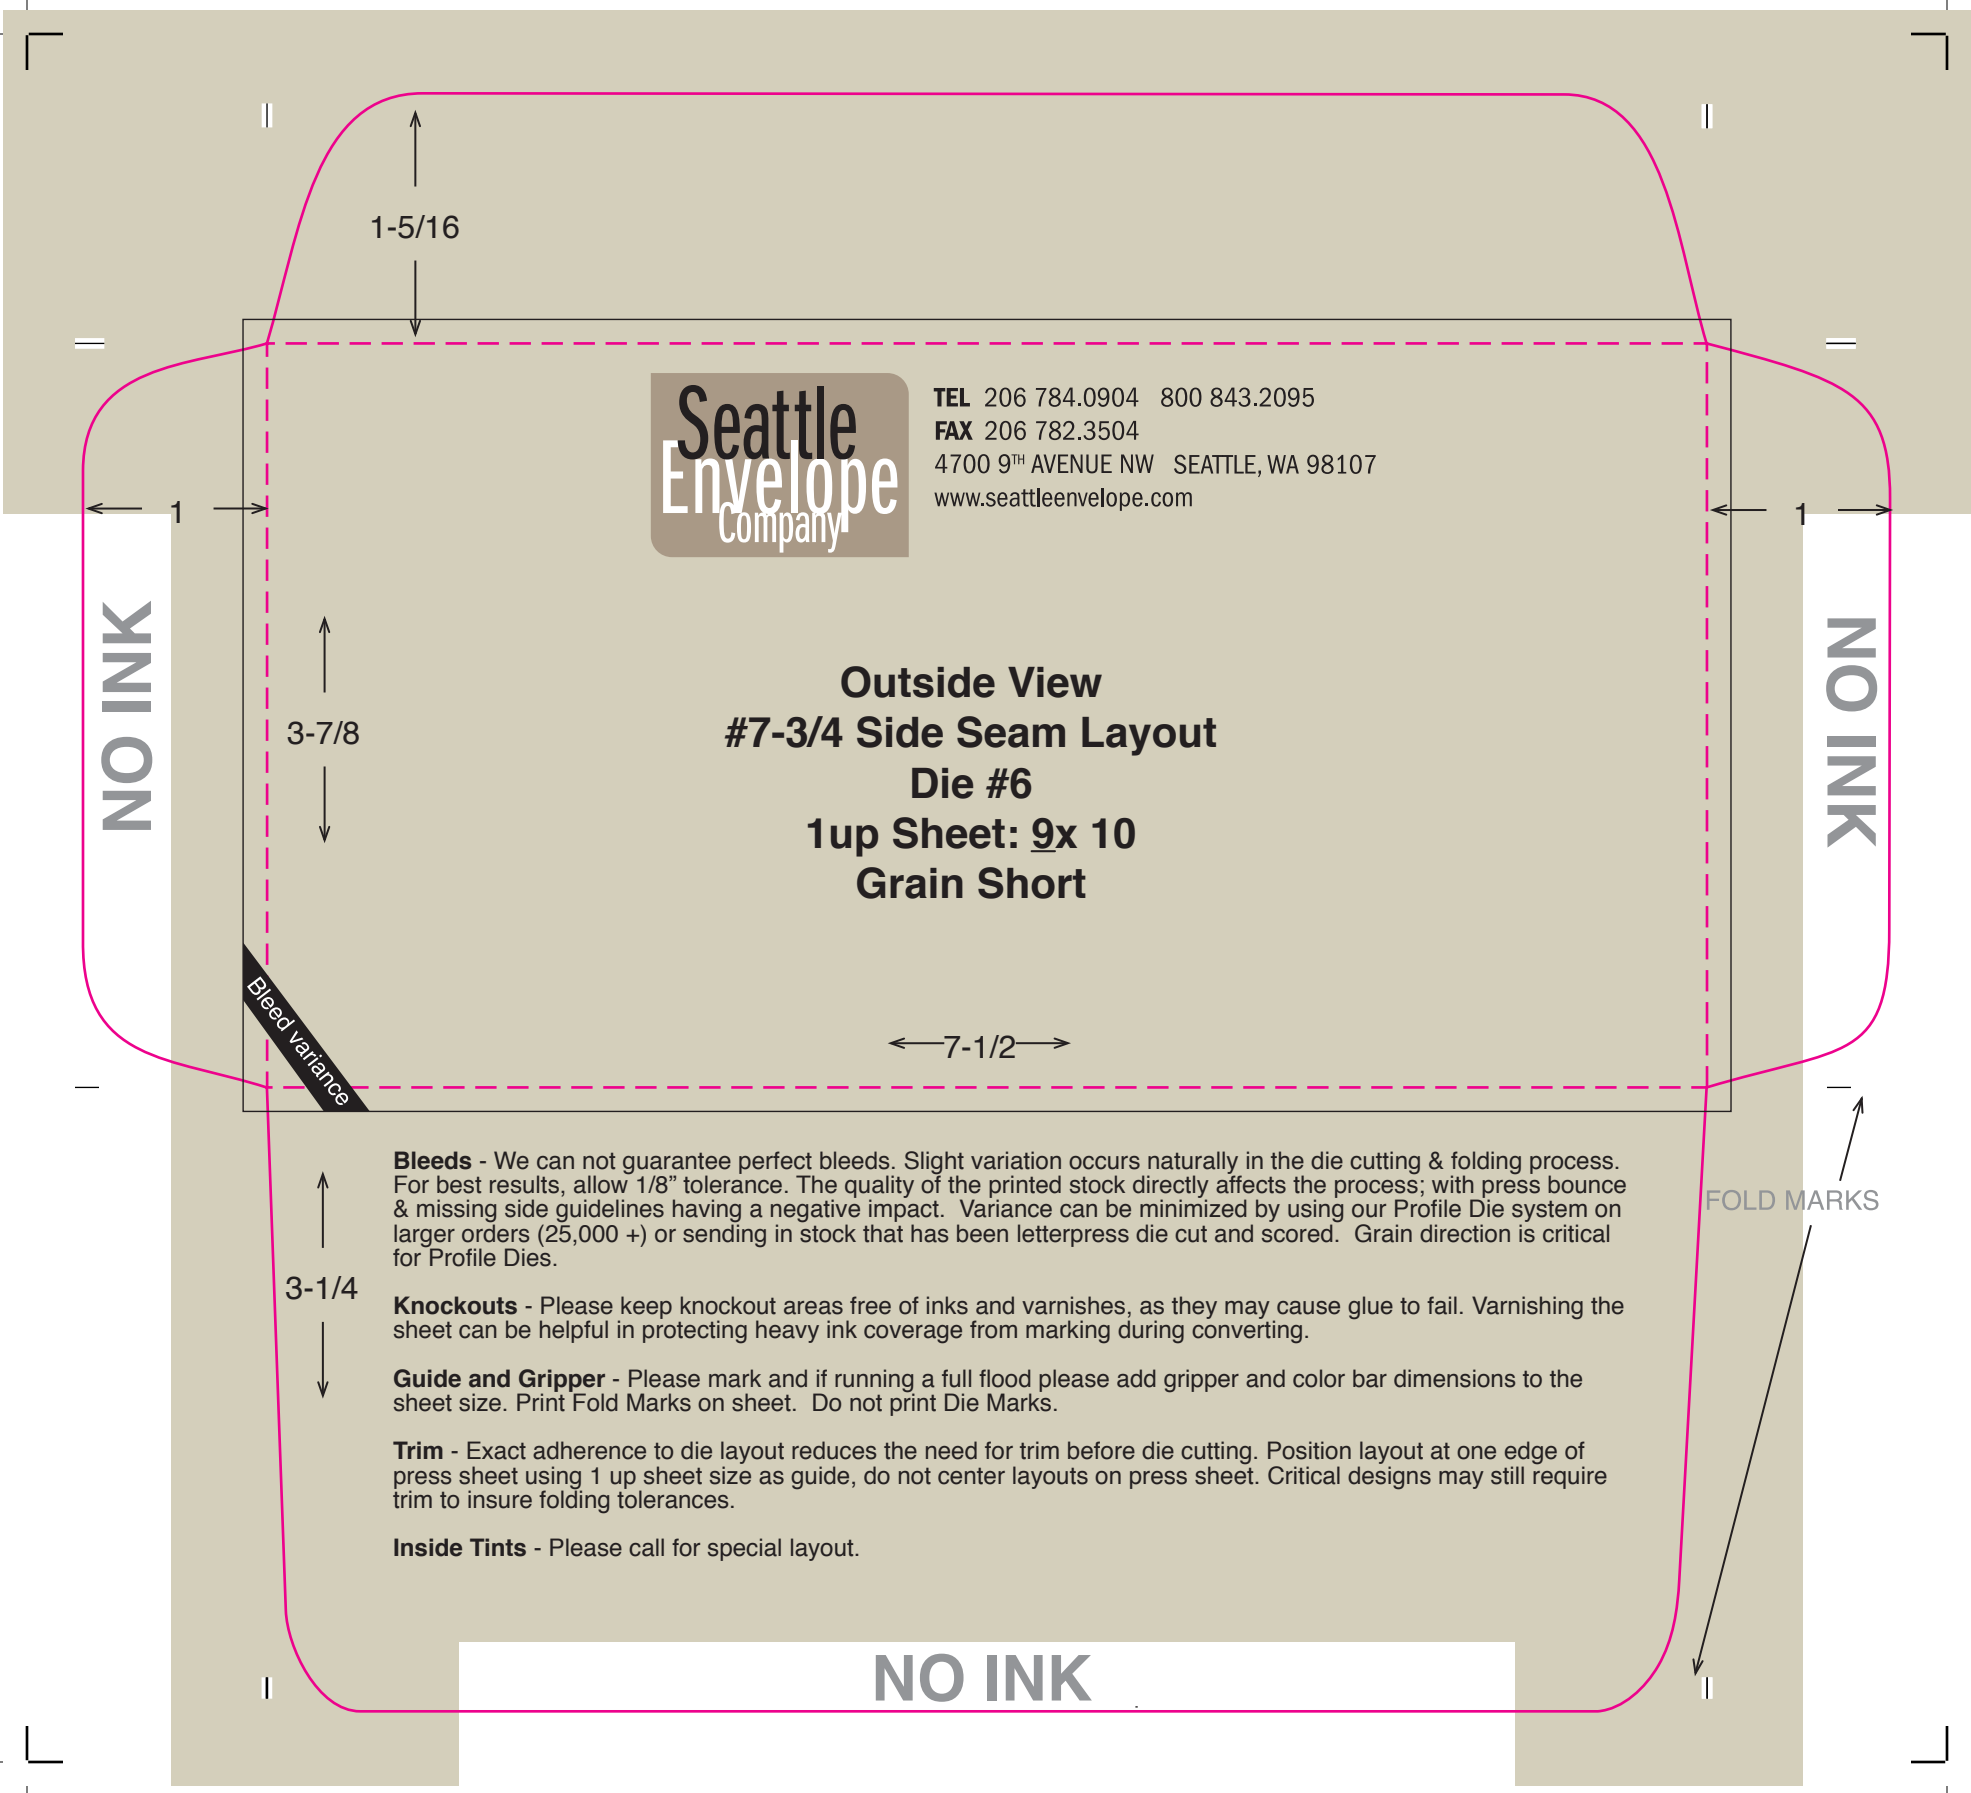 1-5/16
Seattle
Envelope
Company
TEL 206 784.0904 800 843.2095
FAX 206 782.3504
4700 9TH AVENUE NW SEATTLE, WA 98107
www.seattleenvelope.com
1
1
NO INK
NO INK
3-7/8
Outside View
#7-3/4 Side Seam Layout
Die #6
1up Sheet: 9x 10
Grain Short
Bleed variance
7-1/2
Bleeds - We can not guarantee perfect bleeds. Slight variation occurs naturally in the die cutting & folding process.
For best results, allow 1/8” tolerance. The quality of the printed stock directly affects the process; with press bounce
& missing side guidelines having a negative impact.  Variance can be minimized by using our Profile Die system on
larger orders (25,000 +) or sending in stock that has been letterpress die cut and scored.  Grain direction is critical
for Profile Dies.
FOLD MARKS
3-1/4
Knockouts - Please keep knockout areas free of inks and varnishes, as they may cause glue to fail. Varnishing the
sheet can be helpful in protecting heavy ink coverage from marking during converting.
Guide and Gripper - Please mark and if running a full flood please add gripper and color bar dimensions to the
sheet size. Print Fold Marks on sheet.  Do not print Die Marks.
Trim - Exact adherence to die layout reduces the need for trim before die cutting. Position layout at one edge of
press sheet using 1 up sheet size as guide, do not center layouts on press sheet. Critical designs may still require
trim to insure folding tolerances.
Inside Tints - Please call for special layout.
NO INK